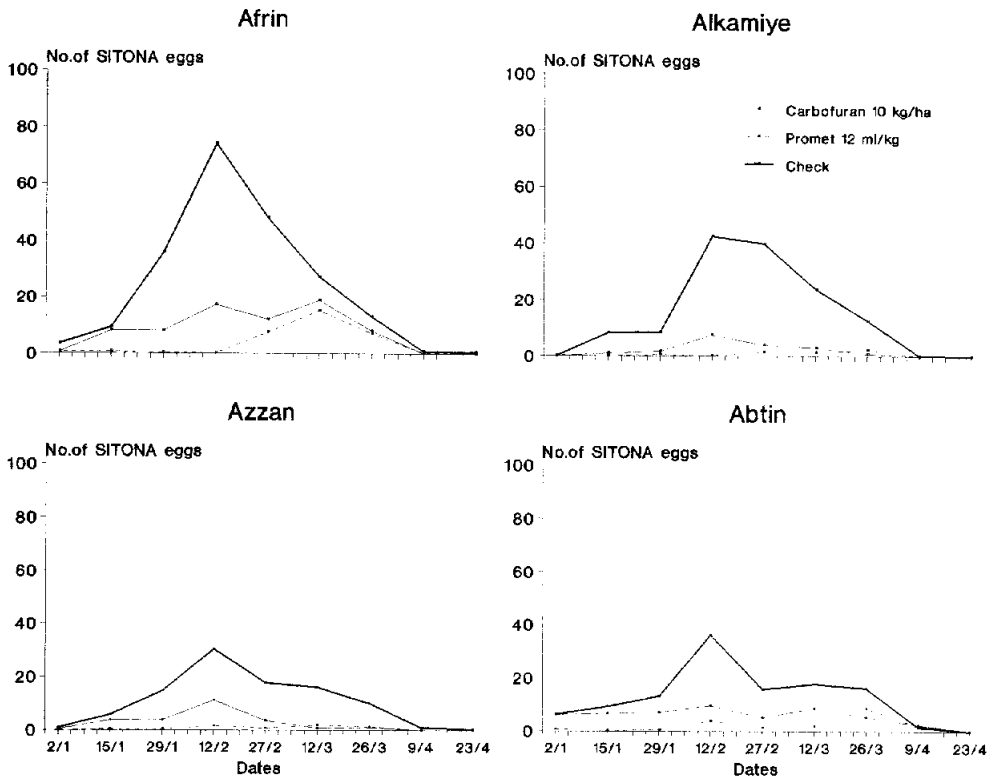 Afrin
No.of SITONA eggs
100
80
60
40
20
0
Alkamiye
No.of SITONA eggs
100
80
60
40
20
0
Carbofuran 10 kg/ha
Promet 12 ml/kg
Check
Azzan
No.of SITONA eggs
100
80
60
40
20
0
2/1 15/1 29/1 12/2 27/2 12/3 26/3 9/4 23/4
Dates
Abtin
No.of SITONA eggs
100
80
60
40
20
0
2/1 15/1 29/1 12/2 27/2 12/3 26/3 9/4 23/4
Dates